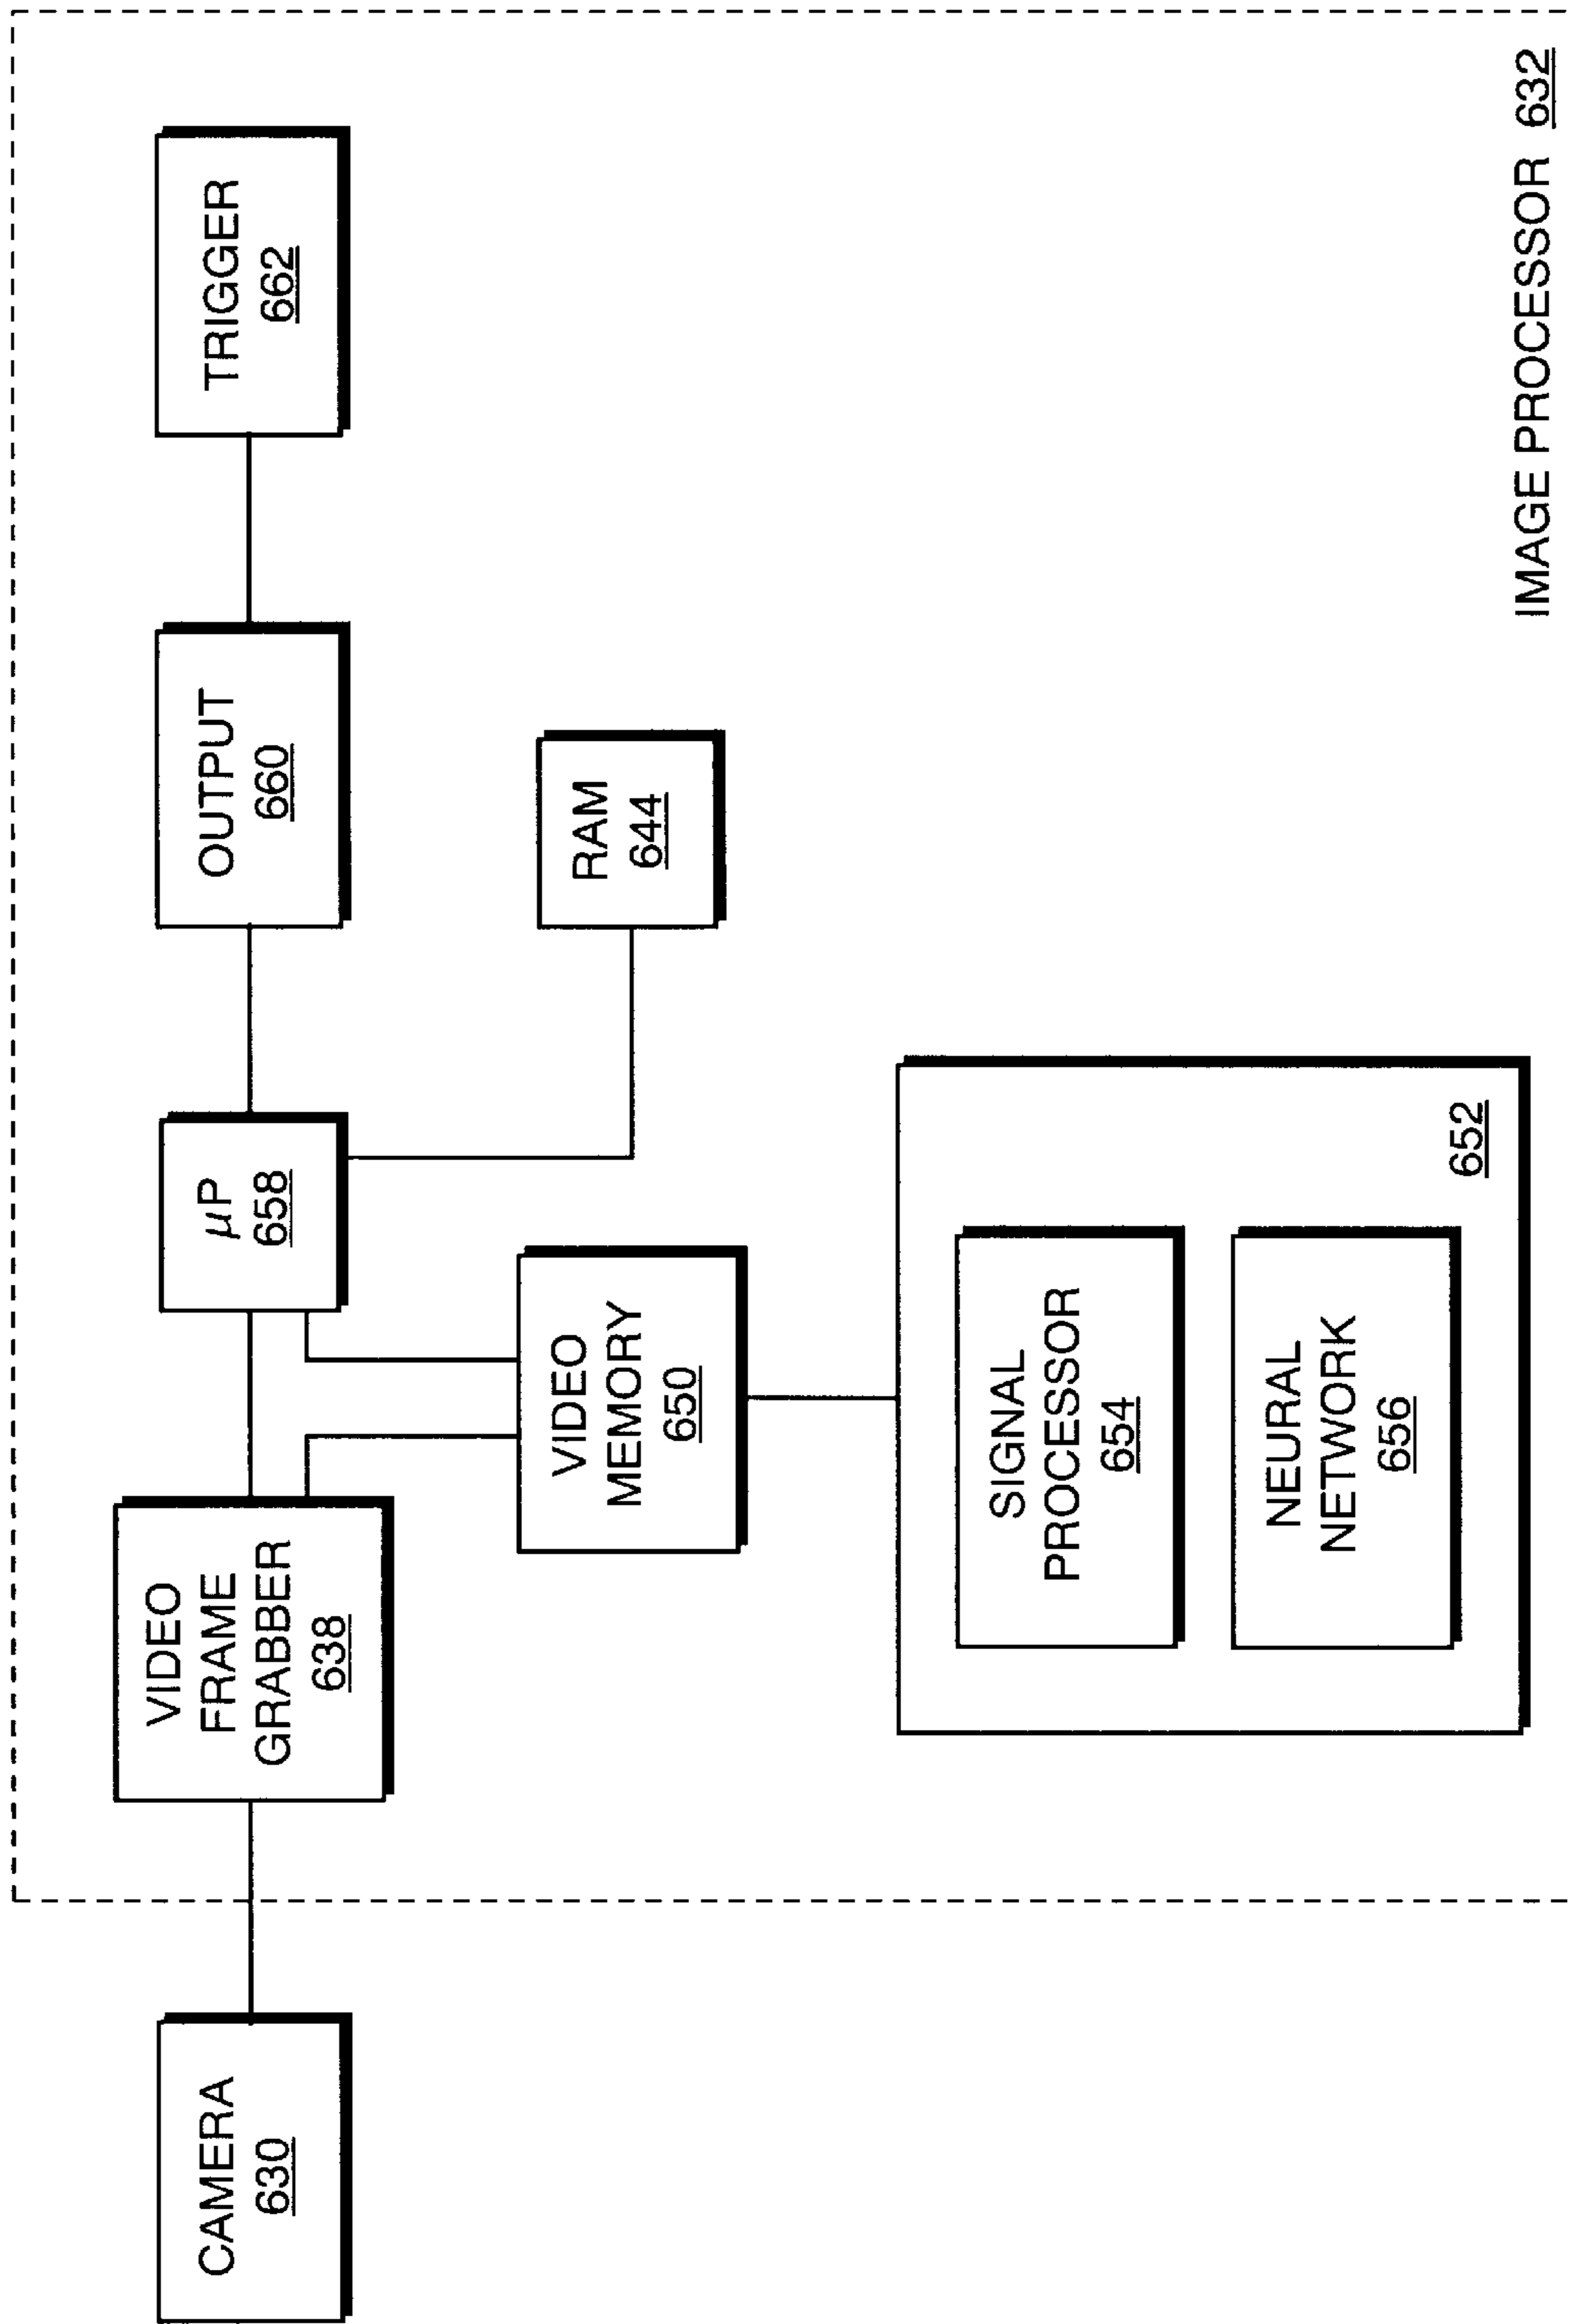 CAMERA
630
VIDEO
FRAME
GRABBER
638
μP
658
OUTPUT
660
TRIGGER
662
VIDEO
MEMORY
650
RAM
644
SIGNAL
PROCESSOR
654
NEURAL
NETWORK
656
652
IMAGE PROCESSOR 632